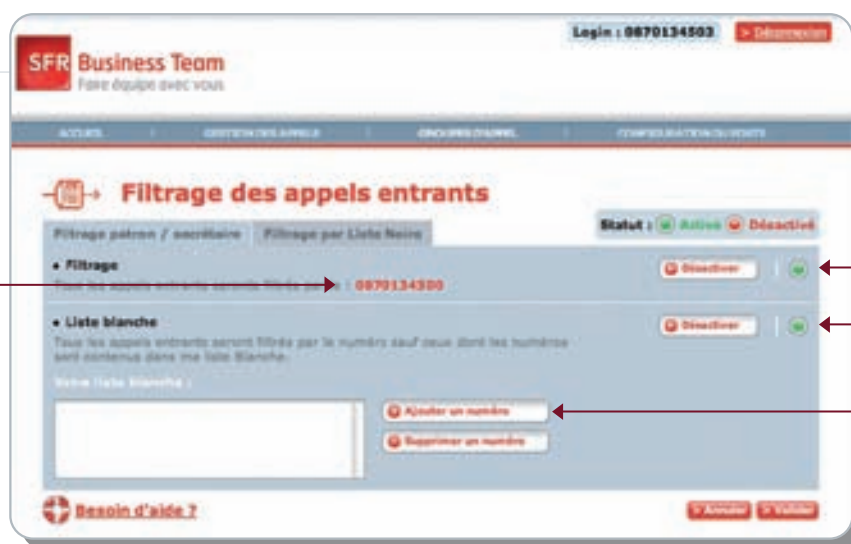 Login : 0870134503
> Déconnexion
SFR Business Team
Faire équipe avec vous
ACCUEIL
GESTION DES APPELS
GROUPES D'APPEL
CONFIGURATION DU POSTE
Filtrage des appels entrants
Statut : Activé Désactivé
Filtrage patron / secrétaire
Filtrage par Liste Noire
• Filtrage
Désactiver
Tous les appels entrants seront filtrés par le : 0870134500
• Liste blanche
Désactiver
Tous les appels entrants seront filtrés par le numéro sauf ceux dont les numéros
sont contenus dans ma liste Blanche.
Votre liste blanche :
Ajouter un numéro
Supprimer un numéro
Besoin d'aide ?
> Annuler
> Valider